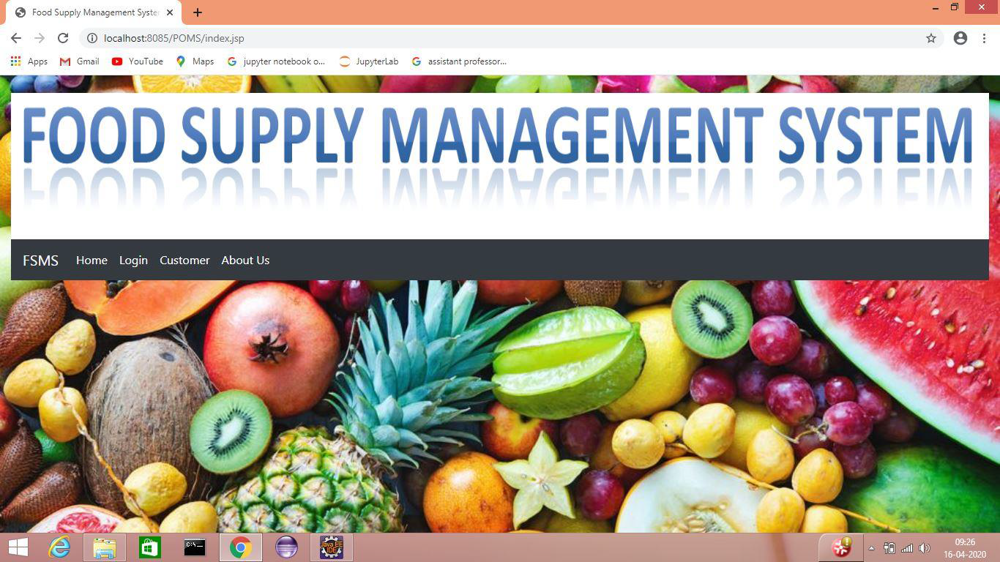 Food Supply Management Syste
localhost:8085/POMS/index.jsp
Apps Gmail YouTube Maps jupyter notebook o... JupyterLab assistant professor...
FOOD SUPPLY MANAGEMENT SYSTEM
FSMS Home Login Customer About Us
C:\_
Java EE
IDE
09:26
16-04-2020